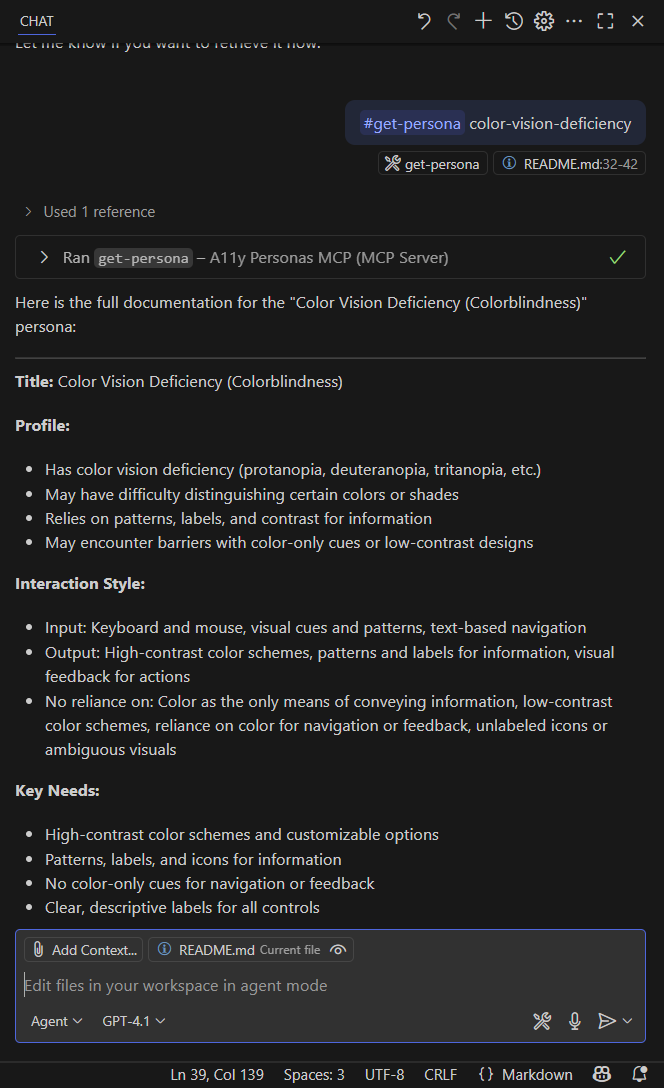 CHAT
Let me know if you want to retrieve it now.
#get-persona color-vision-deficiency
get-persona
README.md:32-42
Used 1 reference
Ran get-persona – A11y Personas MCP (MCP Server)
Here is the full documentation for the "Color Vision Deficiency (Colorblindness)"
persona:
Title: Color Vision Deficiency (Colorblindness)
Profile:
• Has color vision deficiency (protanopia, deuteranopia, tritanopia, etc.)
• May have difficulty distinguishing certain colors or shades
• Relies on patterns, labels, and contrast for information
• May encounter barriers with color-only cues or low-contrast designs
Interaction Style:
• Input: Keyboard and mouse, visual cues and patterns, text-based navigation
• Output: High-contrast color schemes, patterns and labels for information, visual
feedback for actions
• No reliance on: Color as the only means of conveying information, low-contrast
color schemes, reliance on color for navigation or feedback, unlabeled icons or
ambiguous visuals
Key Needs:
• High-contrast color schemes and customizable options
• Patterns, labels, and icons for information
• No color-only cues for navigation or feedback
• Clear, descriptive labels for all controls
Add Context...
README.md Current file
Edit files in your workspace in agent mode
Agent
GPT-4.1
Ln 39, Col 139
Spaces: 3
UTF-8
CRLF
{} Markdown